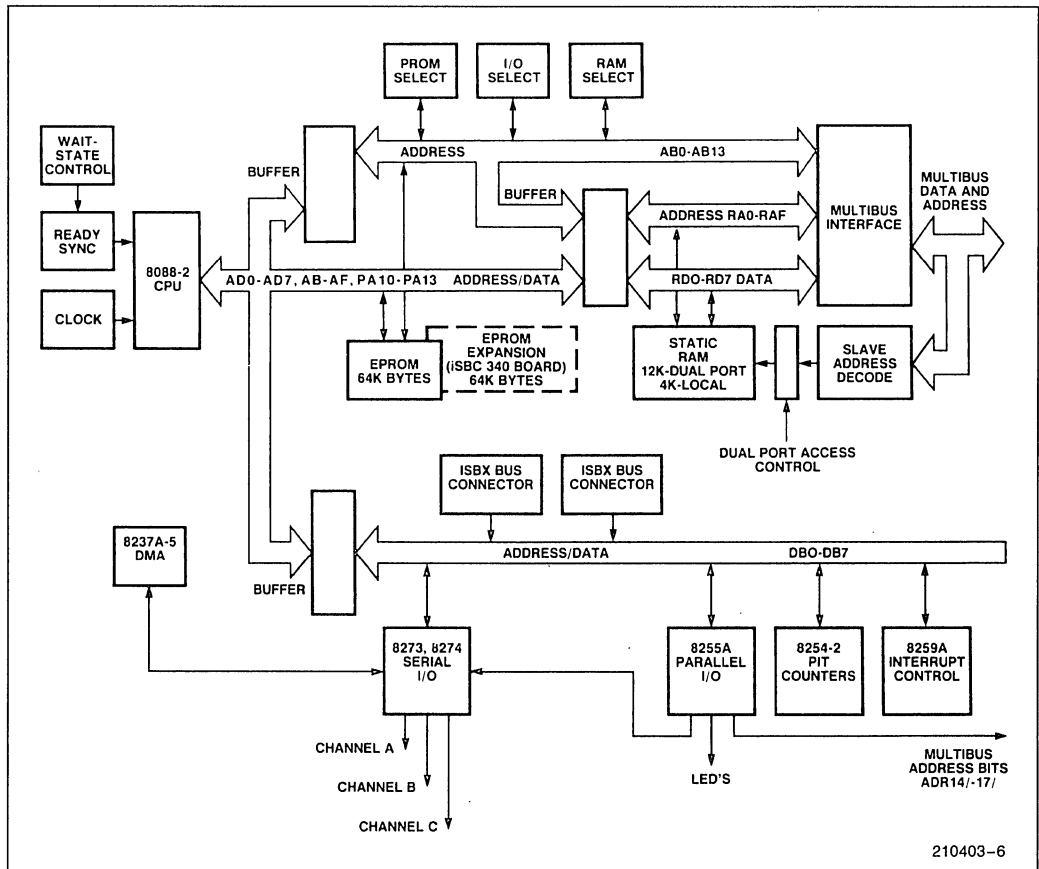 PROM
SELECT
I/O
SELECT
RAM
SELECT
WAIT-
STATE
CONTROL
BUFFER
ADDRESS
AB0-AB13
MULTIBUS
DATA AND
ADDRESS
READY
SYNC
BUFFER
ADDRESS RA0-RAF
MULTIBUS
INTERFACE
8088-2
CPU
AD0-AD7, AB-AF, PA10-PA13
ADDRESS/DATA
RDO-RD7 DATA
CLOCK
EPROM
64K BYTES
EPROM
EXPANSION
(iSBC 340 BOARD)
64K BYTES
STATIC
RAM
12K-DUAL PORT
4K-LOCAL
SLAVE
ADDRESS
DECODE
DUAL PORT ACCESS
CONTROL
ISBX BUS
CONNECTOR
ISBX BUS
CONNECTOR
8237A-5
DMA
ADDRESS/DATA
DBO-DB7
BUFFER
8273, 8274
SERIAL
I/O
8255A
PARALLEL
I/O
8254-2
PIT
COUNTERS
8259A
INTERRUPT
CONTROL
CHANNEL A
CHANNEL B
CHANNEL C
LED'S
MULTIBUS
ADDRESS BITS
ADR14/-17/
210403-6